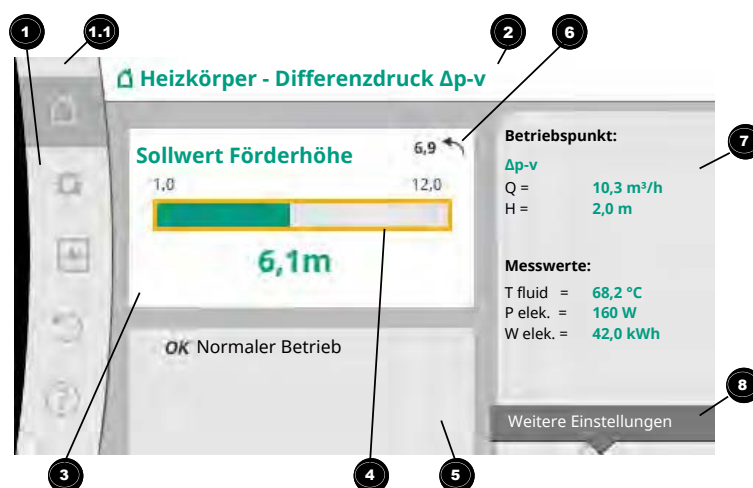 1
1.1
2
6
Heizkörper - Differenzdruck Δp-v
Sollwert Förderhöhe
6,9
1,0
12,0
6,1m
OK Normaler Betrieb
Betriebspunkt:
Δp-v
Q = 10,3 m³/h
H = 2,0 m
7
Messwerte:
T fluid = 68,2 °C
P elek. = 160 W
W elek. = 42,0 kWh
8
Weitere Einstellungen
3
4
5